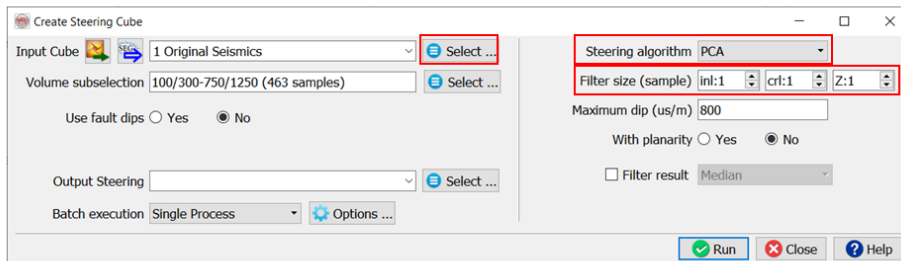 Create Steering Cube
Input Cube SEG 1 Original Seismics Select ...
Steering algorithm PCA
Volume subselection 100/300-750/1250 (463 samples) Select ...
Filter size (sample) inl:1 crl:1 Z:1
Maximum dip (us/m) 800
Use fault dips Yes No
With planarity Yes No
Output Steering Select ...
Filter result Median
Batch execution Single Process Options ...
Run Close Help